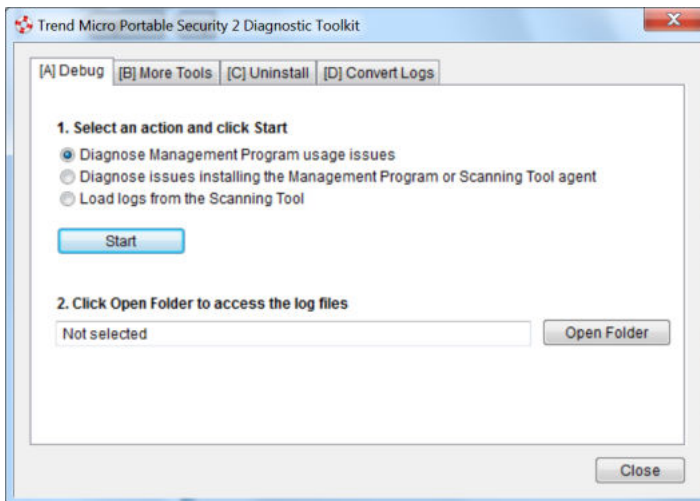 Trend Micro Portable Security 2 Diagnostic Toolkit
[A] Debug [B] More Tools [C] Uninstall [D] Convert Logs
1. Select an action and click Start
Diagnose Management Program usage issues
Diagnose issues installing the Management Program or Scanning Tool agent
Load logs from the Scanning Tool
Start
2. Click Open Folder to access the log files
Not selected
Open Folder
Close